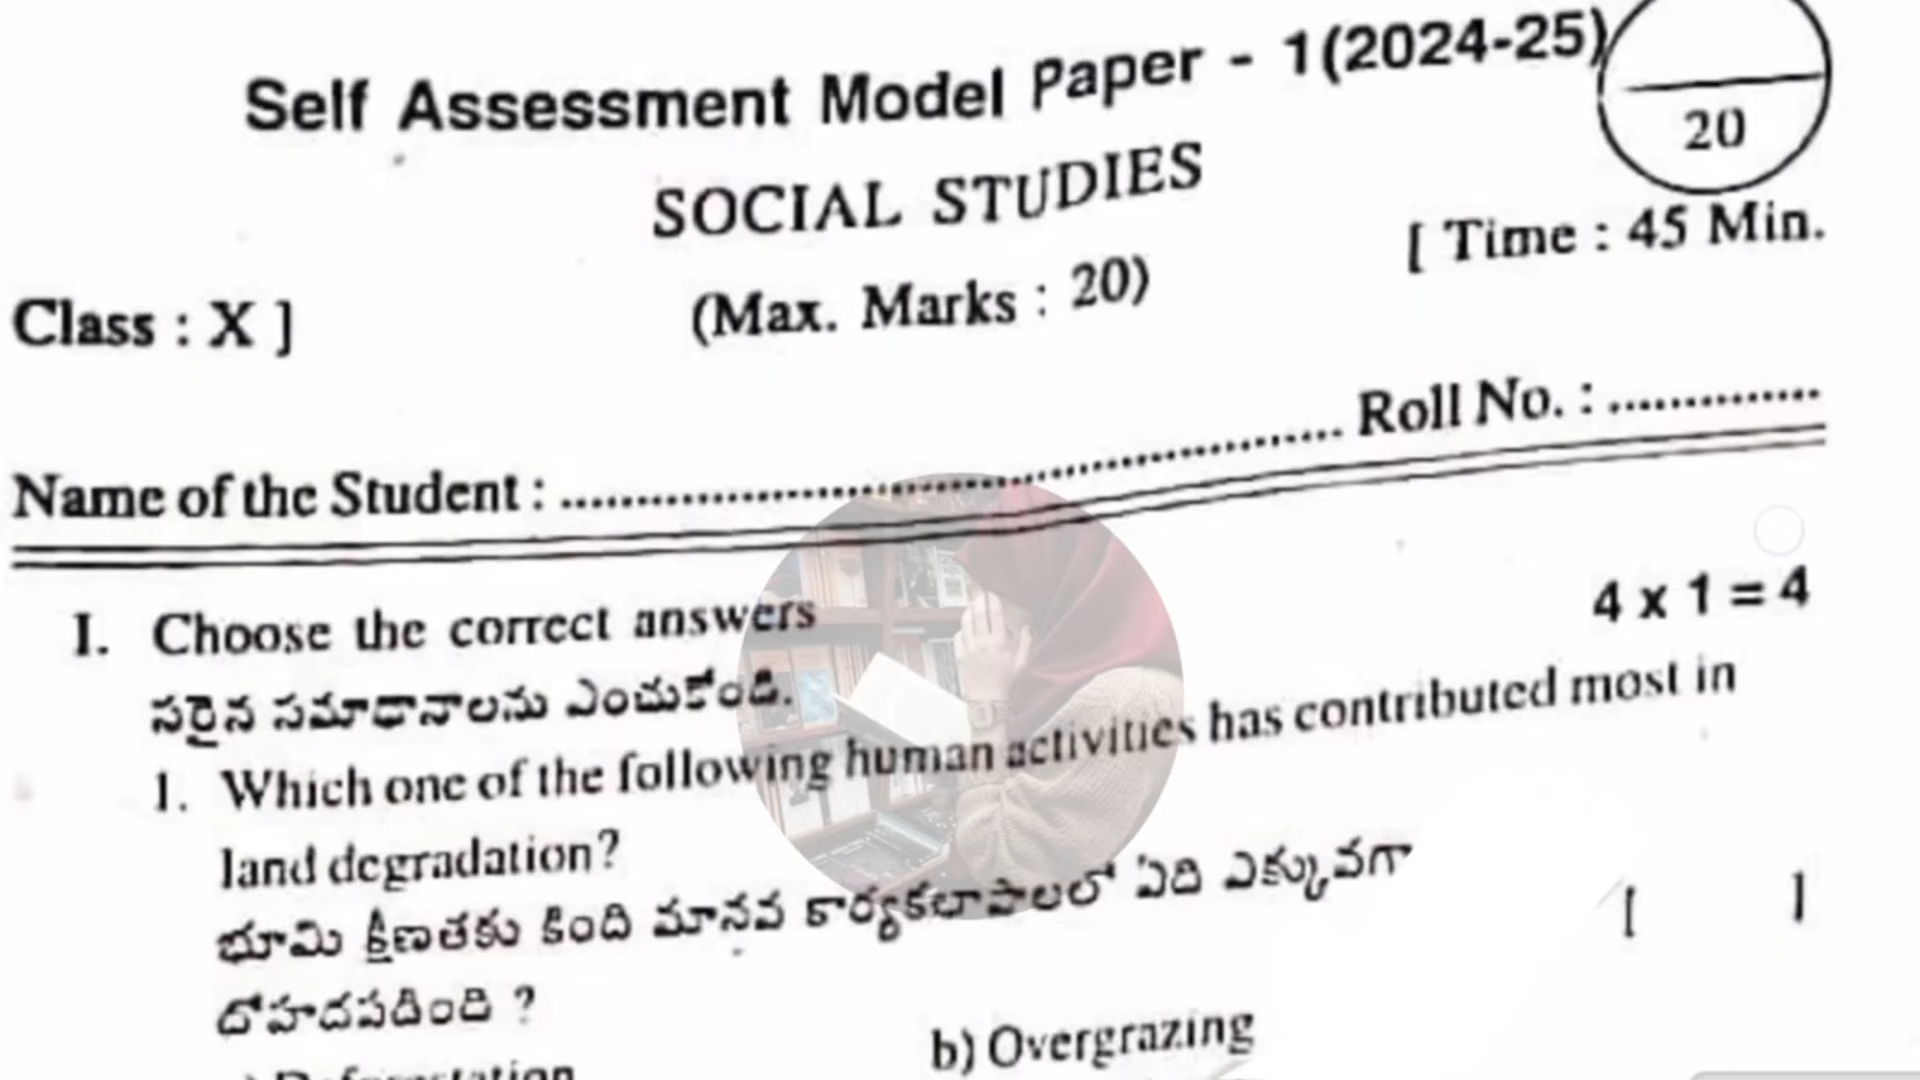 Self Assessment Model Paper - 1(2024-25)
20
SOCIAL STUDIES
[ Time : 45 Min.
Class : X ]
(Max. Marks : 20)
Name of the Student : ........................................ Roll No. : ..............
I. Choose the correct answers 4 x 1 = 4
సరైన సమాధానాలను ఎంచుకోండి.
1. Which one of the following human activities has contributed most in
land degradation?
భూమి క్షీణతకు కింది మానవ కార్యకలాపాలలో ఏది ఎక్కువగా
దోహదపడింది ? [ ]
b) Overgrazing
Deforestation